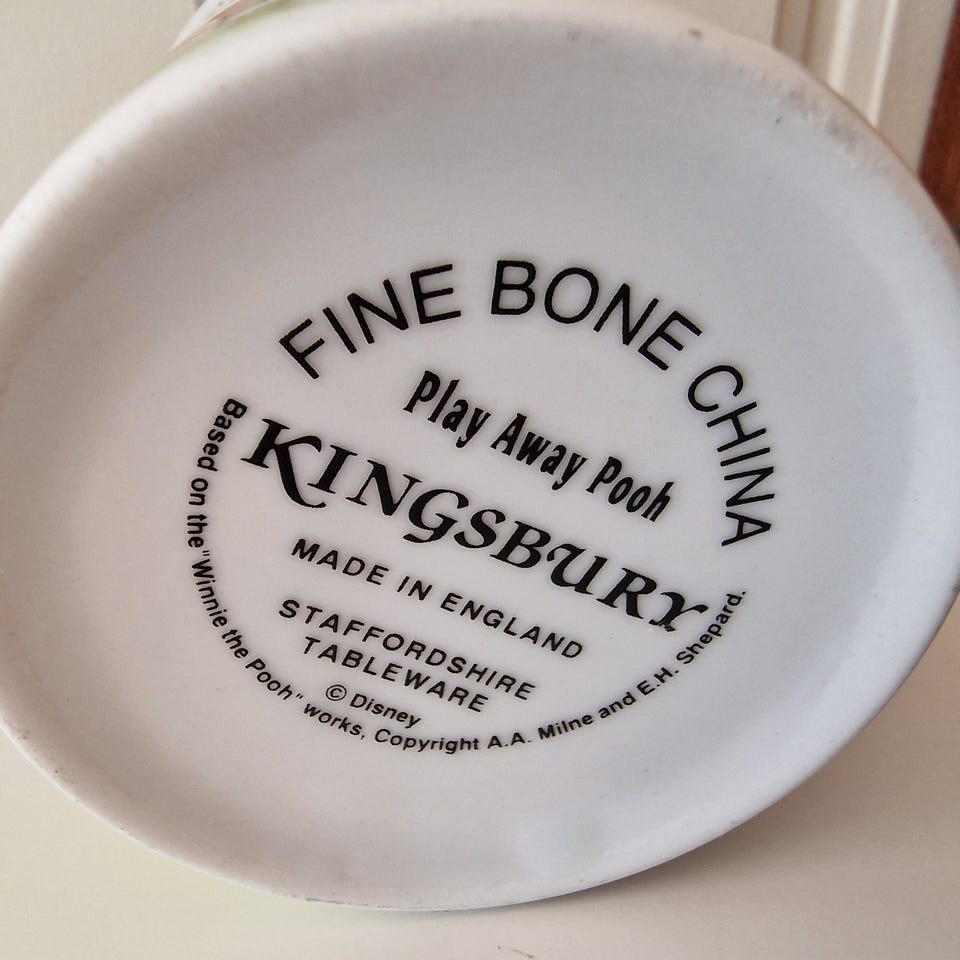 FINE BONE CHINA
Play Away Pooh
KINGSBURY
MADE IN ENGLAND
STAFFORDSHIRE
TABLEWARE
© Disney
Based on the "Winnie the Pooh" works, Copyright A.A. Milne and E.H. Shepard.